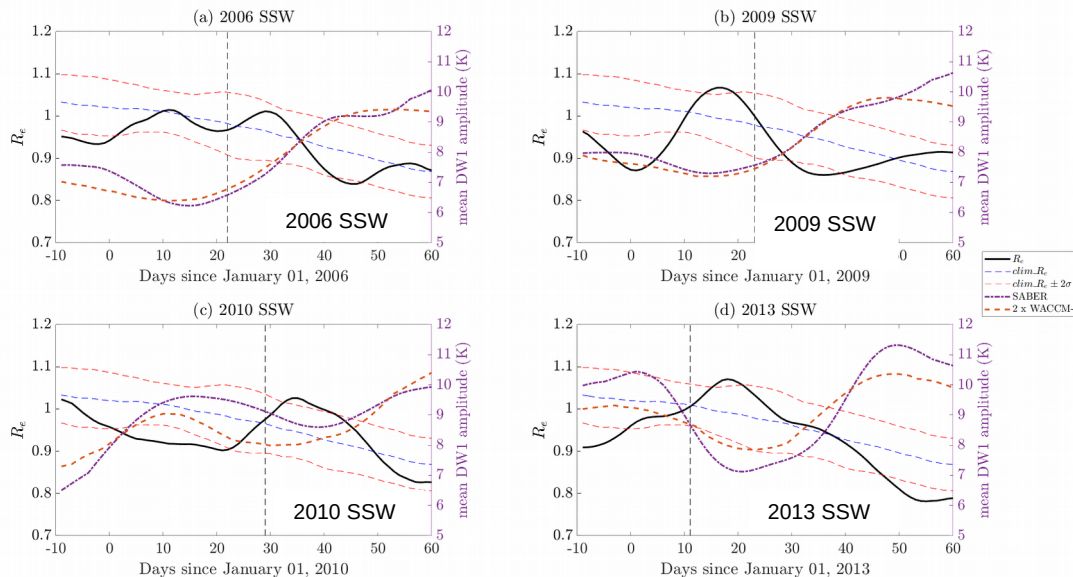 (a) 2006 SSW
1.2
1.1
1
0.9
0.8
0.7
R_e
12
11
10
9
8
7
6
5
mean DW1 amplitude (K)
2006 SSW
-10 0 10 20 30 40 50 60
Days since January 01, 2006
(b) 2009 SSW
1.2
1.1
1
0.9
0.8
0.7
R_e
12
11
10
9
8
7
6
5
mean DW1 amplitude (K)
2009 SSW
-10 0 10 20 30 40 50 60
Days since January 01, 2009
R_e
clim_R_e
clim_R_e ± 2σ
SABER
2 x WACCM-
(c) 2010 SSW
1.2
1.1
1
0.9
0.8
0.7
R_e
12
11
10
9
8
7
6
5
mean DW1 amplitude (K)
2010 SSW
-10 0 10 20 30 40 50 60
Days since January 01, 2010
(d) 2013 SSW
1.2
1.1
1
0.9
0.8
0.7
R_e
12
11
10
9
8
7
6
5
mean DW1 amplitude (K)
2013 SSW
-10 0 10 20 30 40 50 60
Days since January 01, 2013